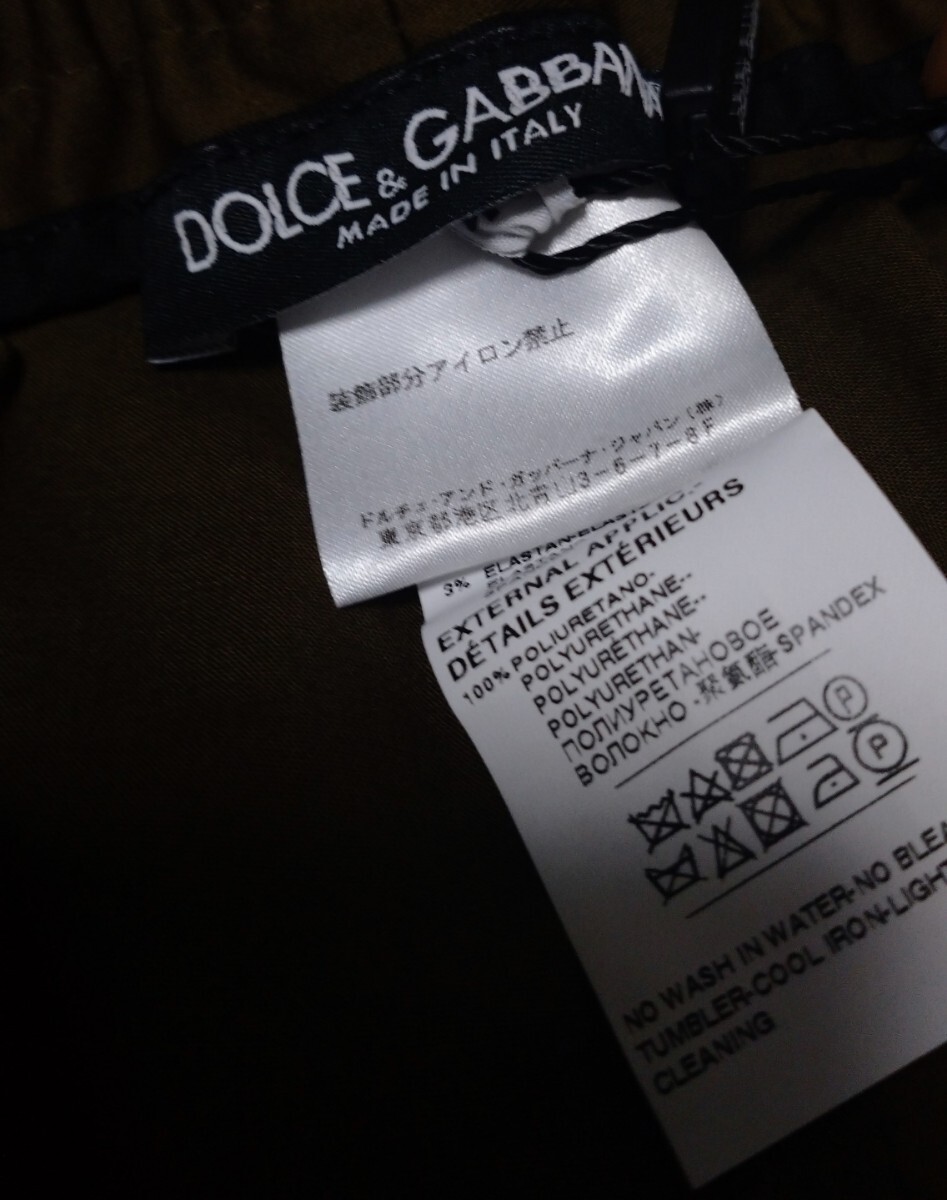 DOLCE & GABBANA
MADE IN ITALY
装飾部分アイロン禁止
ドルチェ・アンド・ガッバーナ・ジャパン(株)
東京都港区北青山3-6-7-8F
3% ELASTAN-ELASTIC.-
EXTERNAL APPLIC.
DÉTAILS EXTÉRIEURS
100% POLIURETANO-
POLYURETHANE--
POLYURÉTHANE--
POLYURETHAN-
ПОЛИУРЕТАНОВОЕ
ВОЛОКНО -聚氨酯-SPANDEX
P
P
NO WASH IN WATER-NO BLEA
TUMBLER-COOL IRON-LIGHT
CLEANING